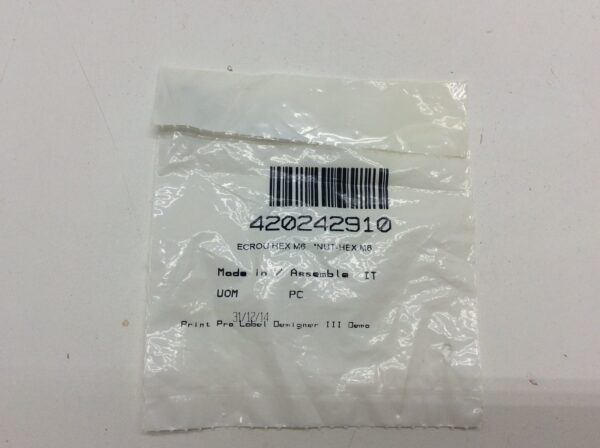 420242910
ECROU HEX M6 *NUT-HEX M6
Made in / Assemble IT
UOM PC
31/12/14
Print Pro Label Designer III Demo